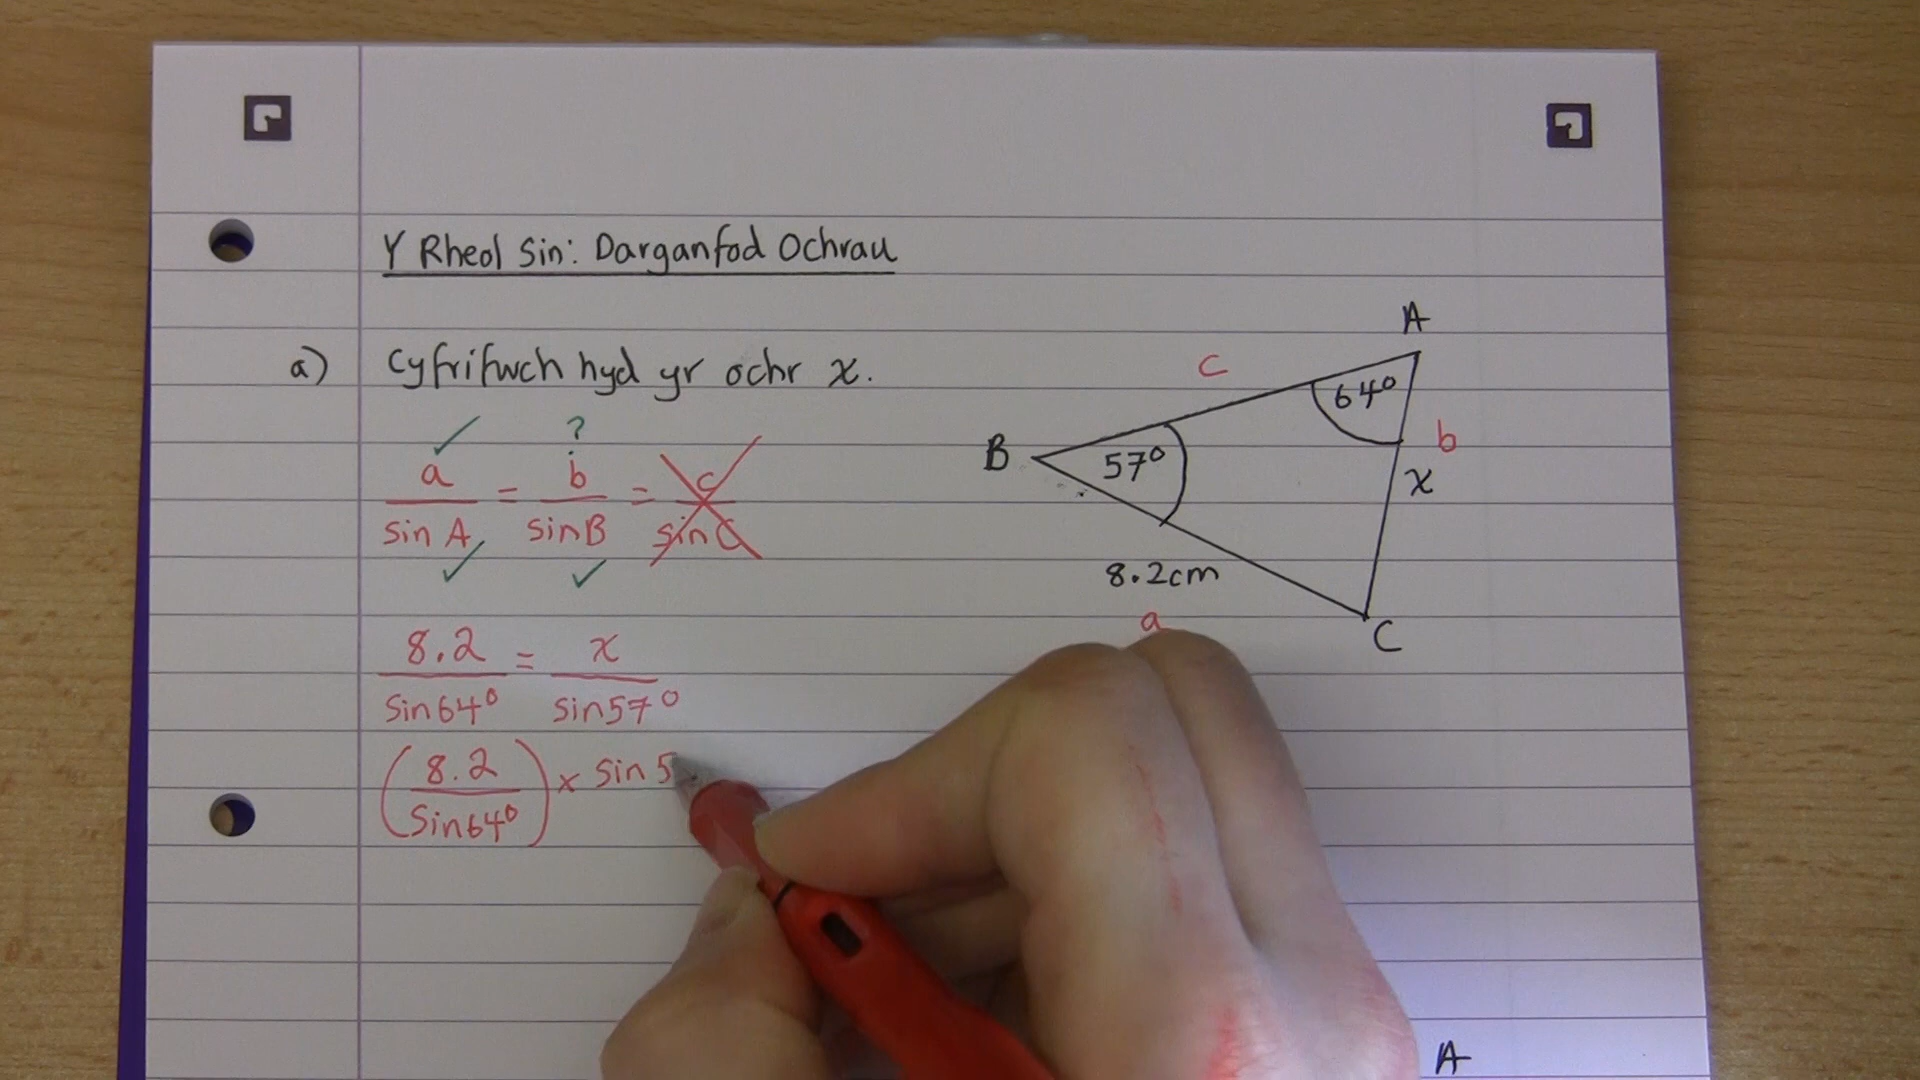 Y Rheol Sin: Darganfod Ochrau
a) Cyfrifwch hyd yr ochr x.
✓ ?
a/sin A = b/sin B = c/sin C
✓ ✓
8.2/sin64° = x/sin57°
(8.2/sin64°) × sin 5
A
c
64°
B
57°
b
x
8.2cm
a
C
A